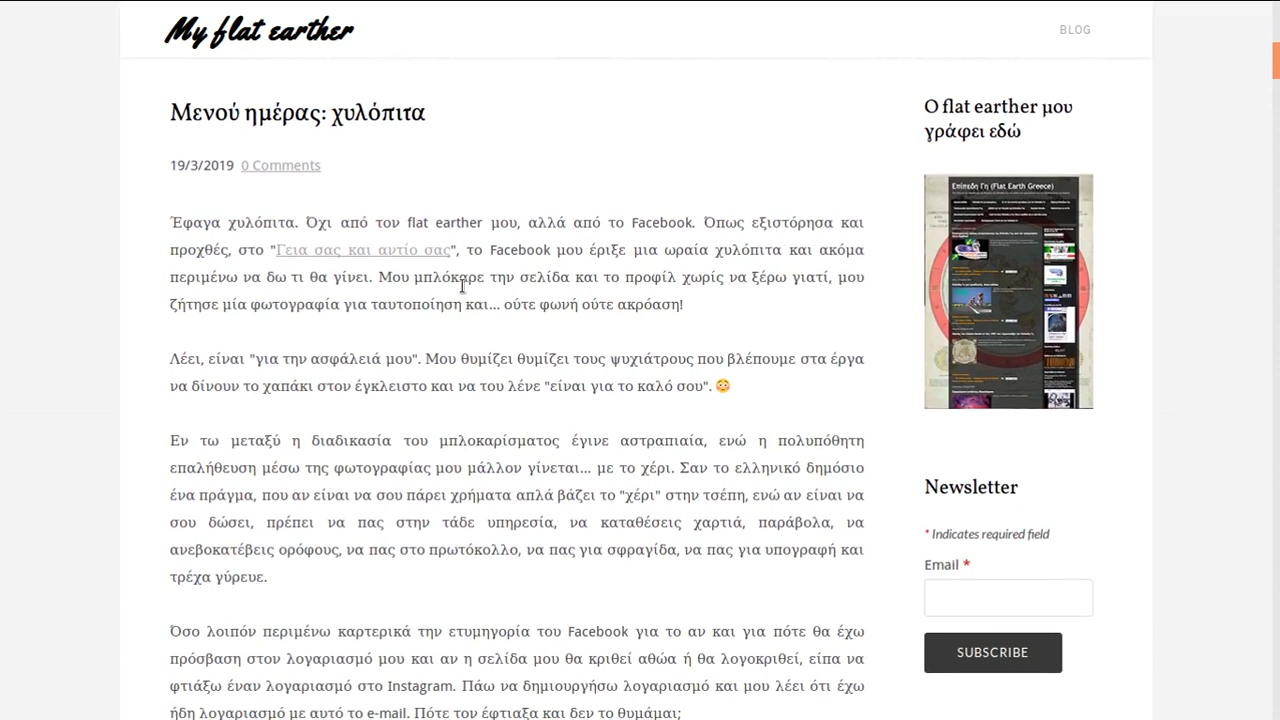 My flat earther
BLOG
Μενού ημέρας: χυλόπιτα
19/3/2019 0 Comments
Έφαγα χυλόπιτα όχι από τον flat earther μου αλλά... από το Facebook. Όπως εξιστόρησα και
προχθές, στο αυτίο της", το Facebook μου έριξε μια ωραία χυλόπιτα και ακόμα
περιμένω να δω τι θα γίνει. Μου μπλόκαρε την σελίδα και το προφίλ χωρίς να ξέρω γιατί, μου
ζήτησε μία φωτογραφία για ταυτοποίηση και... ούτε φωνή ούτε ακρόαση!
Λέει, είναι "για την ασφάλειά μου". Μου θυμίζει θυμίζει τους ψυχίατρους που βλέπουμε στα έργα
να δίνουν το χαπάκι στον έγκλειστο και να του λένε "είναι για το καλό σου". 😳
Εν τω μεταξύ η διαδικασία του μπλοκαρίσματος έγινε αστραπιαία, ενώ η πολυπόθητη
επαλήθευση μέσω της φωτογραφίας μου μάλλον γίνεται... με το χέρι. Σαν το ελληνικό δημόσιο
ένα πράγμα, που αν είναι να σου πάρει χρήματα απλά βάζει το "χέρι" στην τσέπη, ενώ αν είναι να
σου δώσει, πρέπει να πας στην τάδε υπηρεσία, να καταθέσεις χαρτιά, παράβολα, να
ανεβοκατέβεις ορόφους, να πας στο πρωτόκολλο, να πας για σφραγίδα, να πας για υπογραφή και
τρέχα γύρευε.
Όσο λοιπόν περιμένω καρτερικά την ετυμηγορία του Facebook για το αν και για πότε θα έχω
πρόσβαση στον λογαριασμό μου και αν η σελίδα μου θα κριθεί αθώα ή θα λογοκριθεί, είπα να
φτιάξω έναν λογαριασμό στο Instagram. Πάω να δημιουργήσω λογαριασμό και μου λέει ότι έχω
ήδη λογαριασμό με αυτό το e-mail. Πότε τον έφτιαξα και δεν το θυμάμαι;
Ο flat earther μου
γράφει εδώ
Επίπεδη Γη (Flat Earth Greece)
Newsletter
* Indicates required field
Email *
SUBSCRIBE